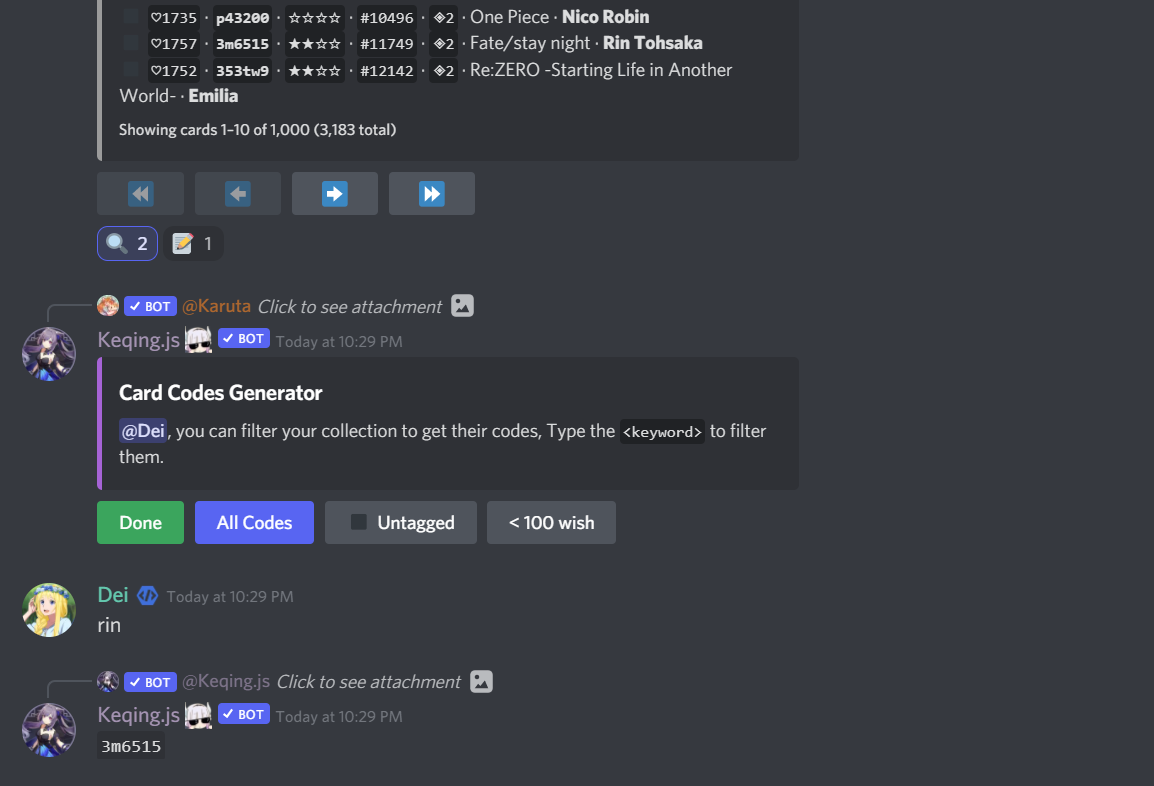 ♡1735 · p43200 · ☆☆☆☆ · #10496 · ◈2 · One Piece · Nico Robin
♡1757 · 3m6515 · ★★☆☆ · #11749 · ◈2 · Fate/stay night · Rin Tohsaka
♡1752 · 353tw9 · ★★☆☆ · #12142 · ◈2 · Re:ZERO -Starting Life in Another
World- · Emilia
Showing cards 1–10 of 1,000 (3,183 total)
2 1
✓ BOT @Karuta Click to see attachment
Keqing.js ✓ BOT Today at 10:29 PM
Card Codes Generator
@Dei, you can filter your collection to get their codes, Type the <keyword> to filter
them.
Done All Codes Untagged < 100 wish
Dei Today at 10:29 PM
rin
✓ BOT @Keqing.js Click to see attachment
Keqing.js ✓ BOT Today at 10:29 PM
3m6515